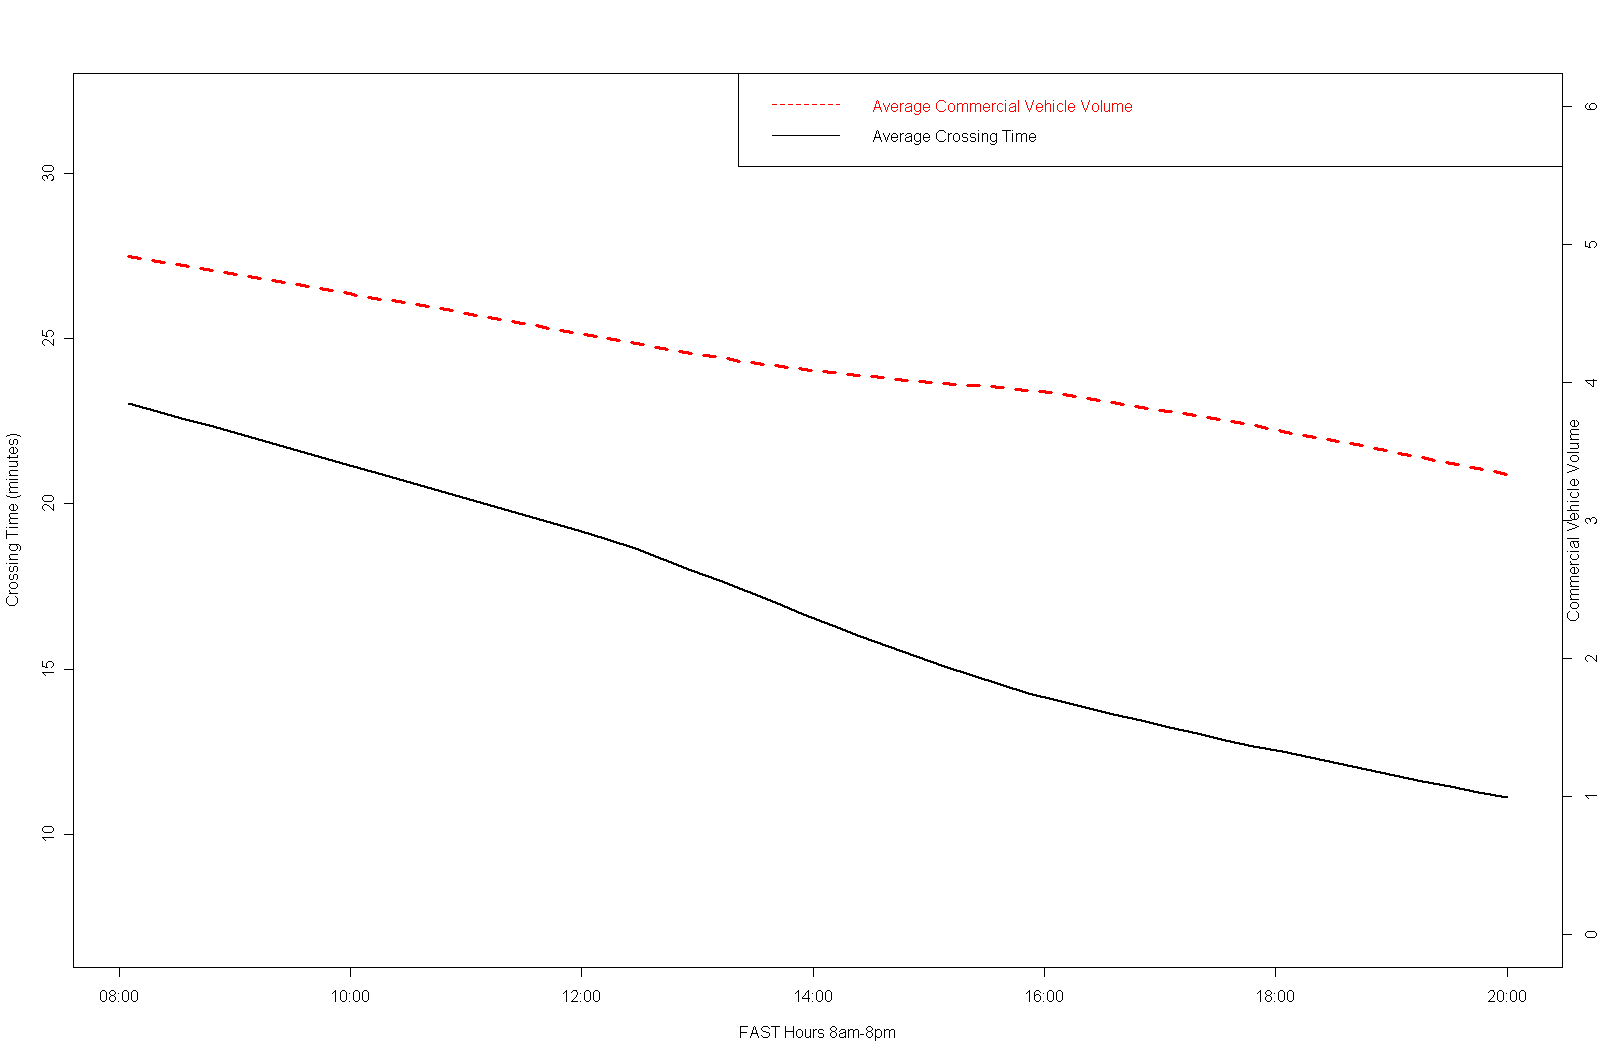 Average Commercial Vehicle Volume
Average Crossing Time
Crossing Time (minutes)
30
25
20
15
10
6
5
4
3
2
1
0
Commercial Vehicle Volume
08:00 10:00 12:00 14:00 16:00 18:00 20:00
FAST Hours 8am-8pm